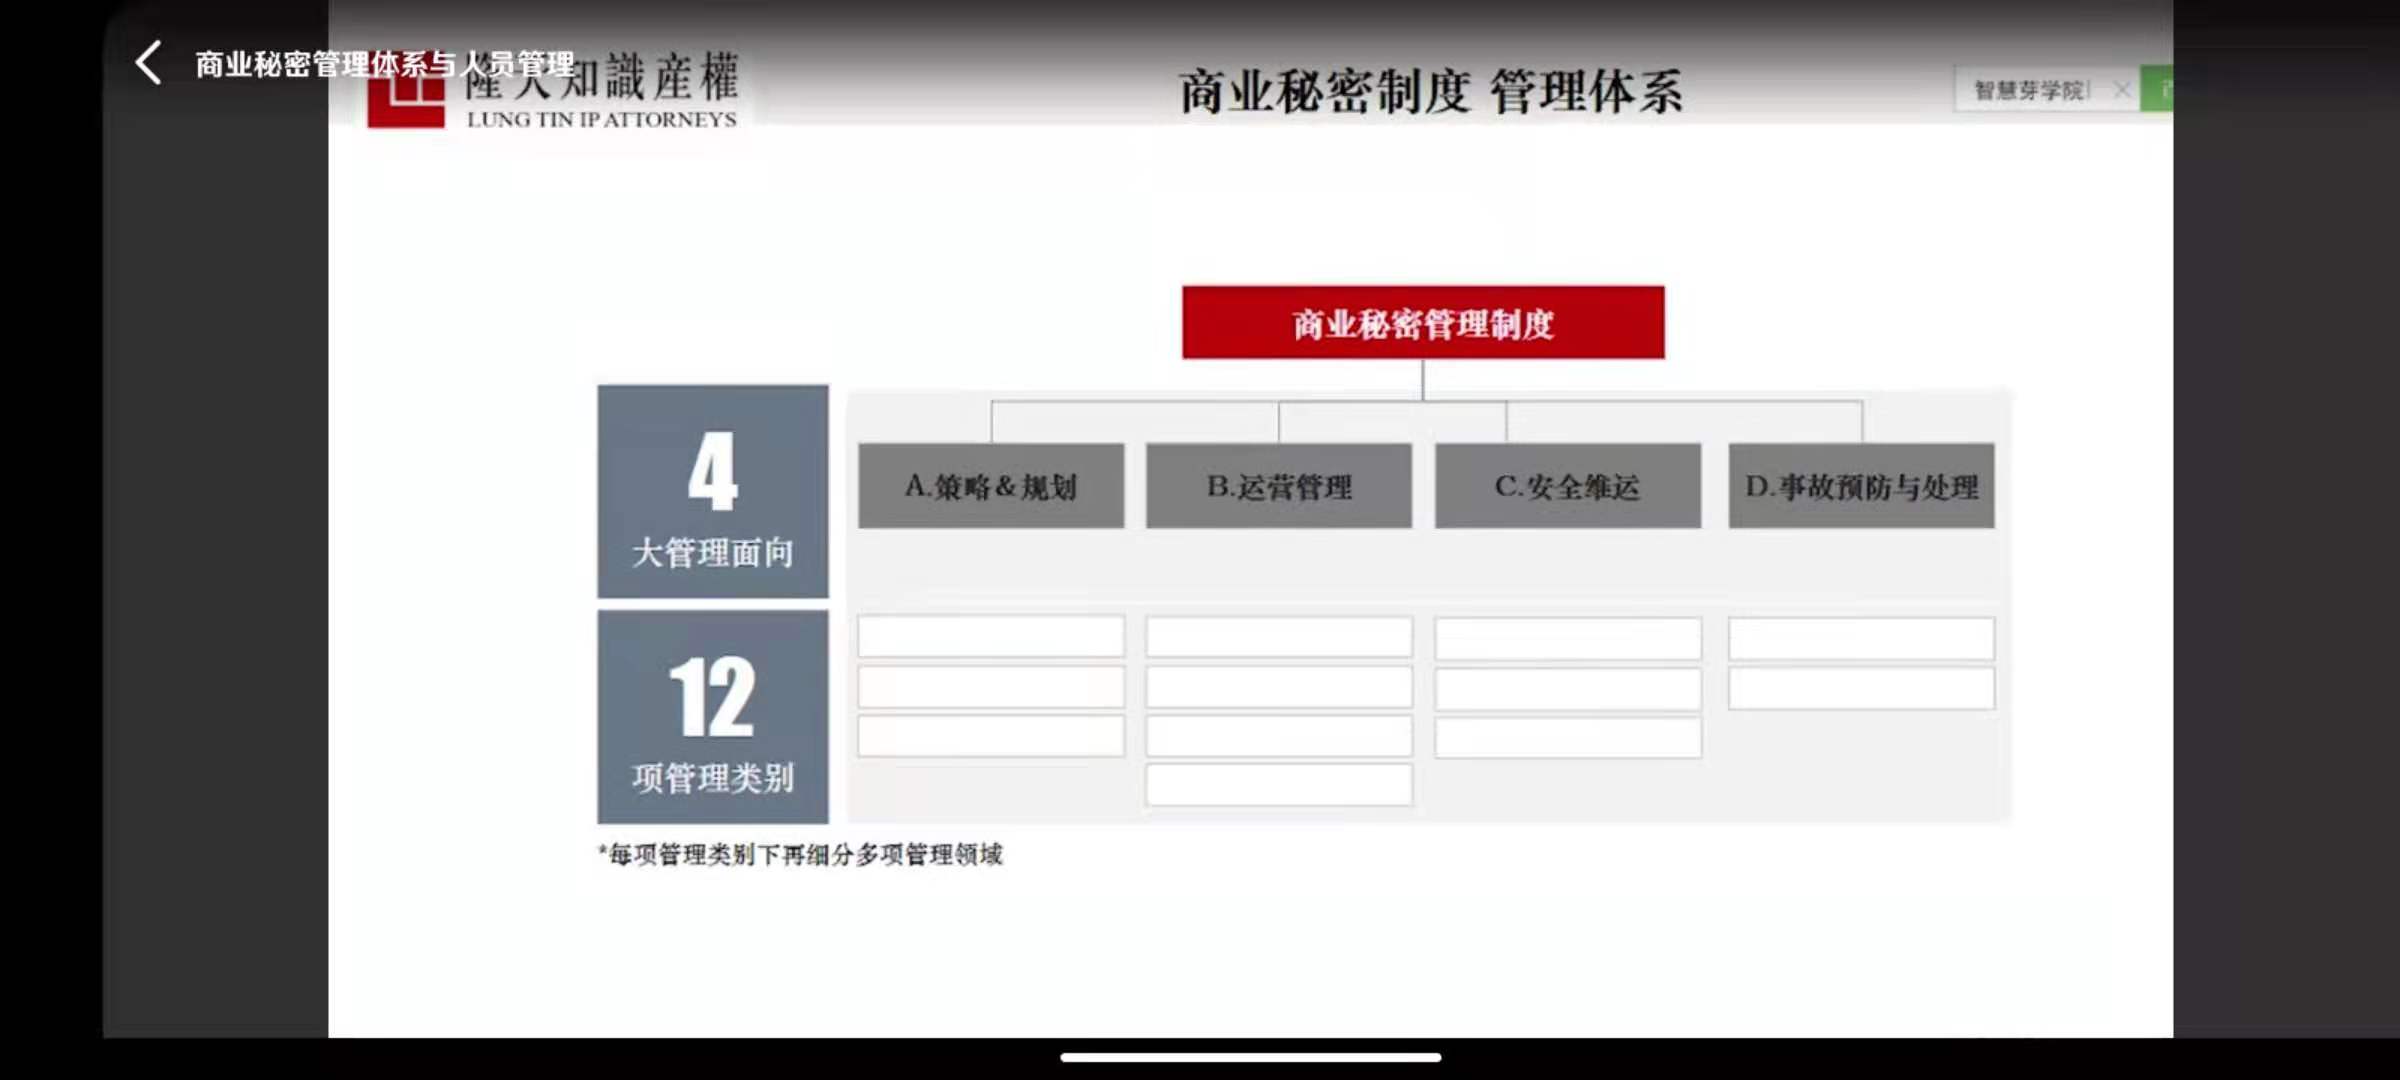 商业秘密管理体系与人员管理
知識産權
LUNG TIN IP ATTORNEYS
商业秘密制度 管理体系
智慧芽学院
商业秘密管理制度
4
大管理面向
A.策略&规划
B.运营管理
C.安全维运
D.事故预防与处理
12
项管理类别
*每项管理类别下再细分多项管理领域